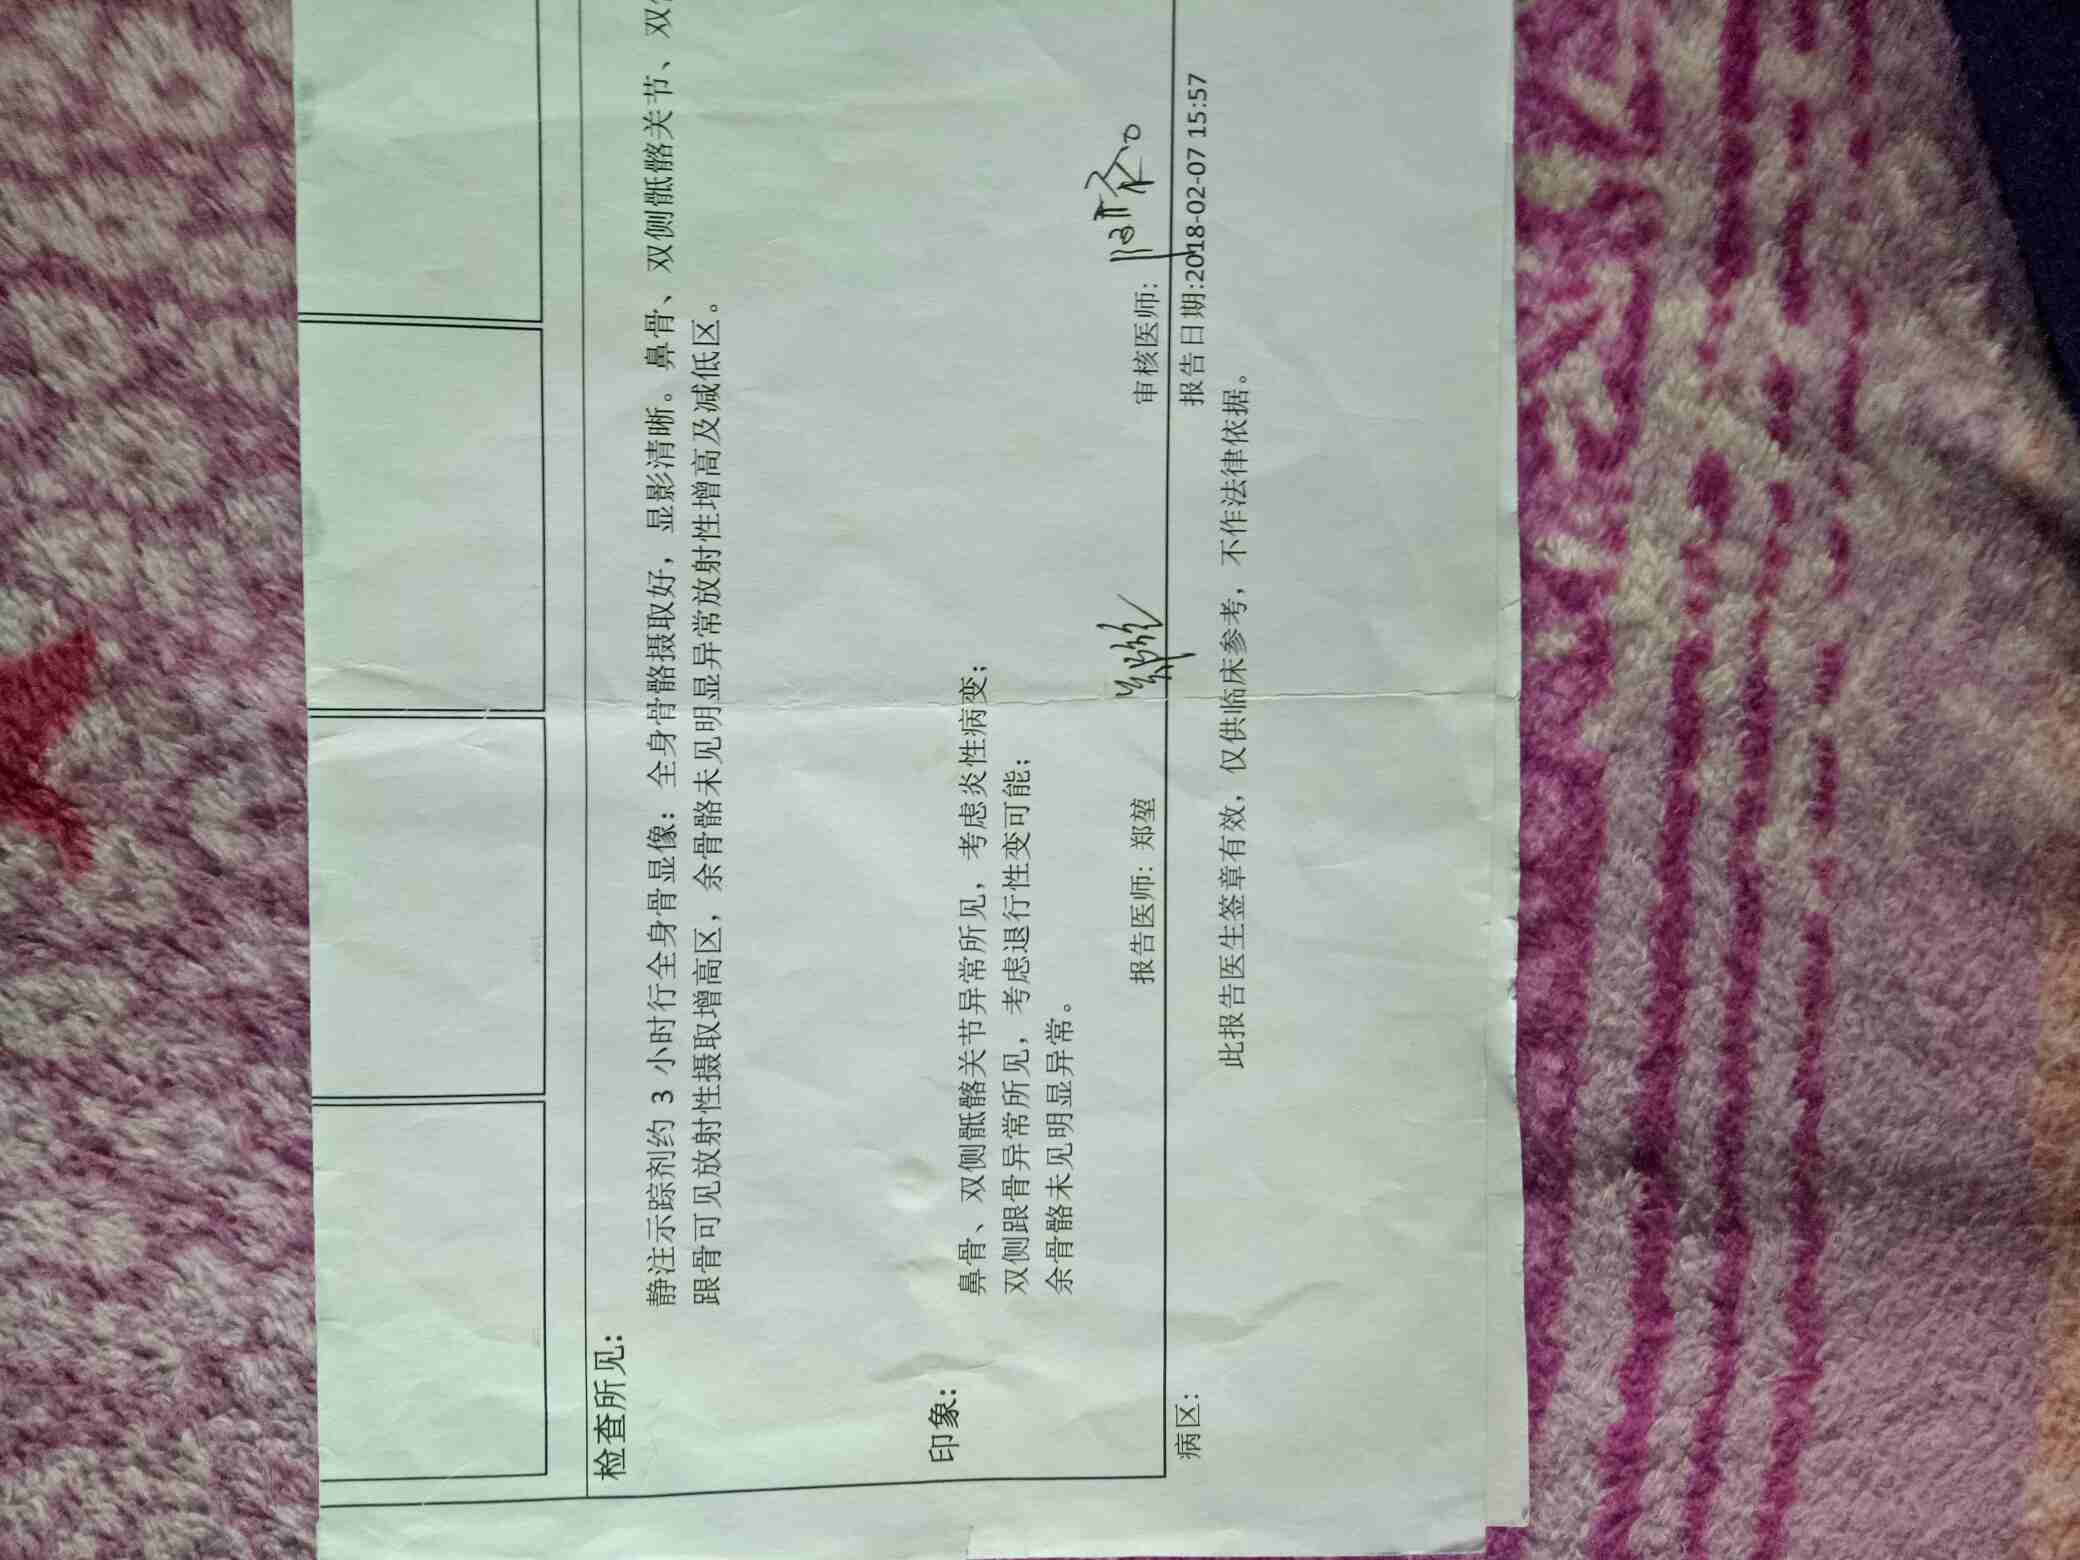 检查所见:
静注示踪剂约 3 小时行全身骨显像: 全身骨骼摄取好, 显影清晰。鼻骨、双侧骶髂关节、双
跟骨可见放射性摄取增高区, 余骨骼未见明显异常放射性增高及减低区。
印象:
鼻骨、双侧骶髂关节异常所见, 考虑炎性病变;
双侧跟骨异常所见, 考虑退行性变可能;
余骨骼未见明显异常。
报告医师: 郑堃 审核医师:
病区: 报告日期:2018-02-07 15:57
此报告医生签章有效, 仅供临床参考, 不作法律依据。